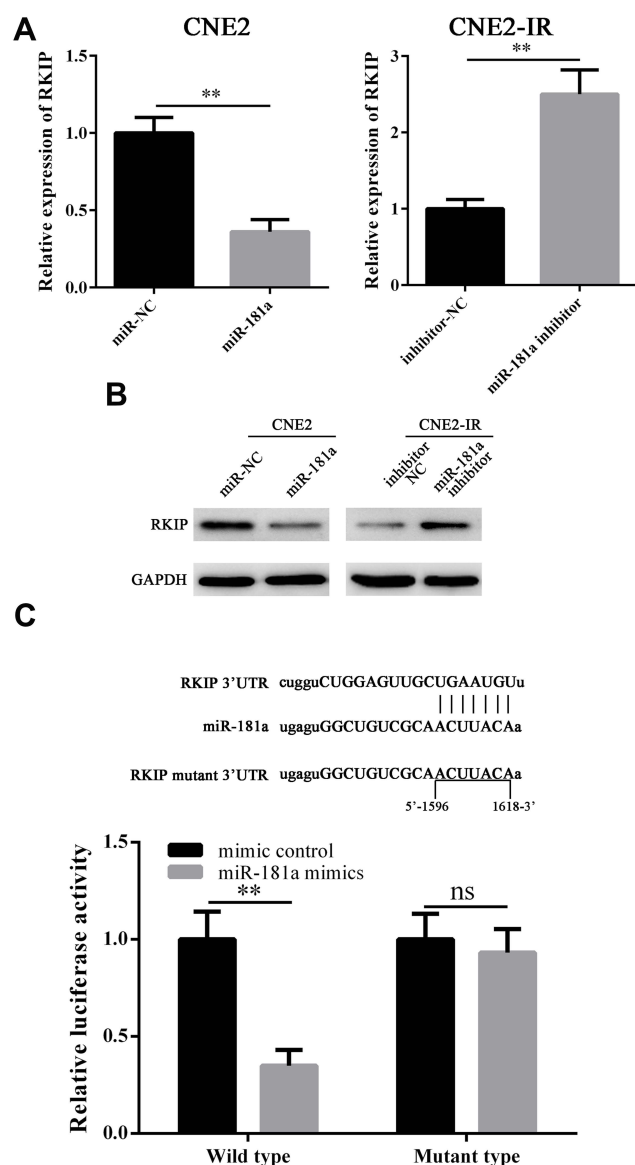 A
CNE2
Relative expression of RKIP
1.5
1.0
0.5
0.0
**
miR-NC
miR-181a
CNE2-IR
Relative expression of RKIP
3
2
1
0
**
inhibitor-NC
miR-181a inhibitor
B
CNE2
CNE2-IR
miR-NC
miR-181a
inhibitor
NC
miR-181a
inhibitor
RKIP
GAPDH
C
RKIP 3'UTR cugguCUGGAGUUGCUGAAUGUu
miR-181a ugaguGGCUGUCGCAACUUACAa
RKIP mutant 3'UTR ugaguGGCUGUCGCAACUUACAa
5'-1596 1618-3'
Relative luciferase activity
1.5
1.0
0.5
0.0
mimic control
miR-181a mimics
**
ns
Wild type
Mutant type